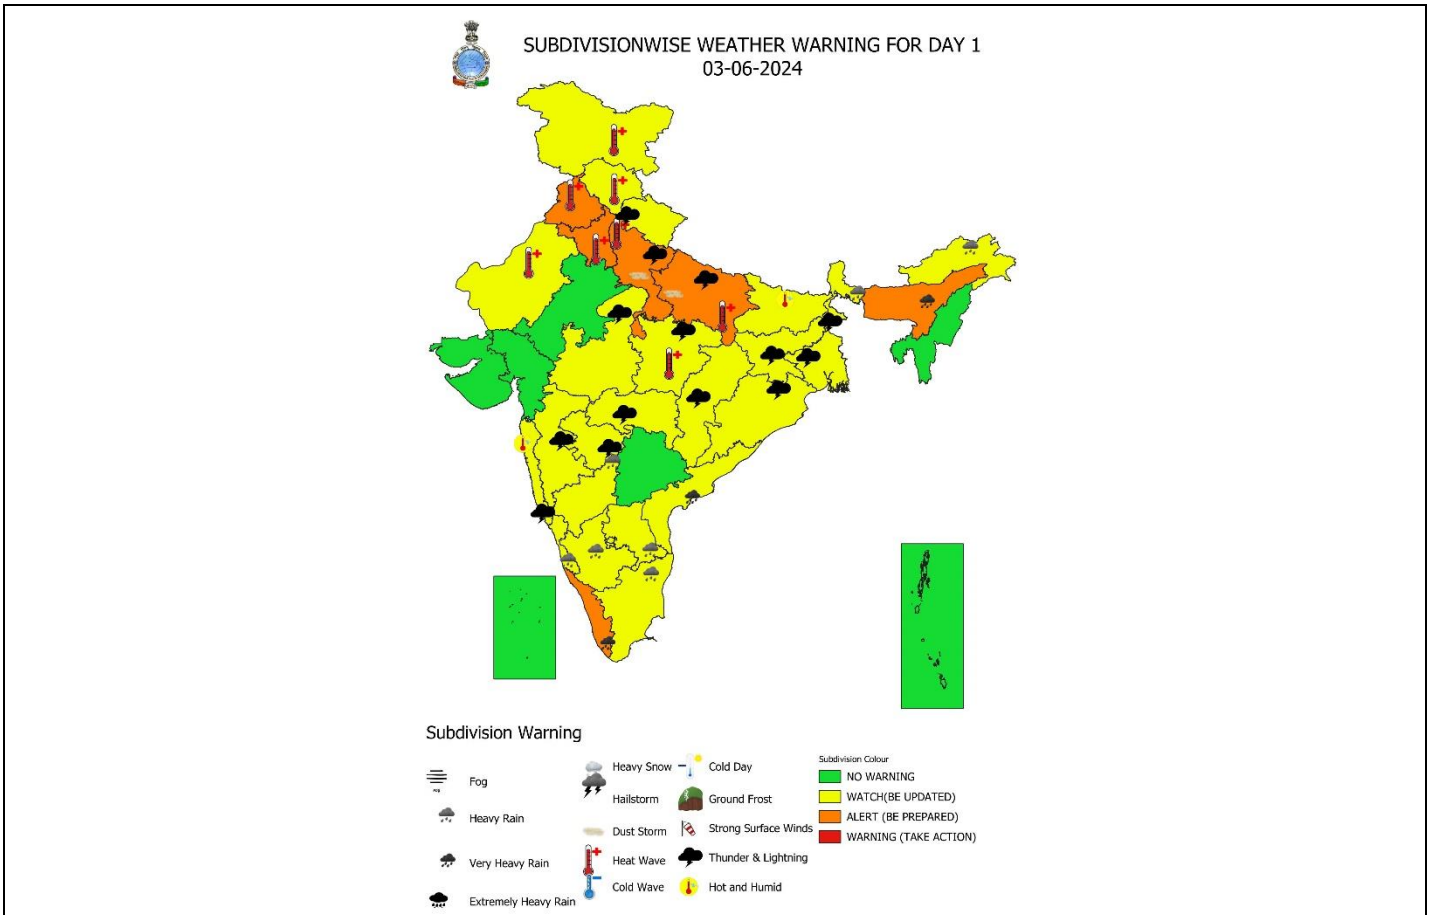 SUBDIVISIONWISE WEATHER WARNING FOR DAY 1
03-06-2024
Subdivision Warning
Fog
Heavy Rain
Very Heavy Rain
Extremely Heavy Rain
Heavy Snow
Hailstorm
Dust Storm
Heat Wave
Cold Wave
Cold Day
Ground Frost
Strong Surface Winds
Thunder & Lightning
Hot and Humid
Subdivision Colour
NO WARNING
WATCH(BE UPDATED)
ALERT (BE PREPARED)
WARNING (TAKE ACTION)